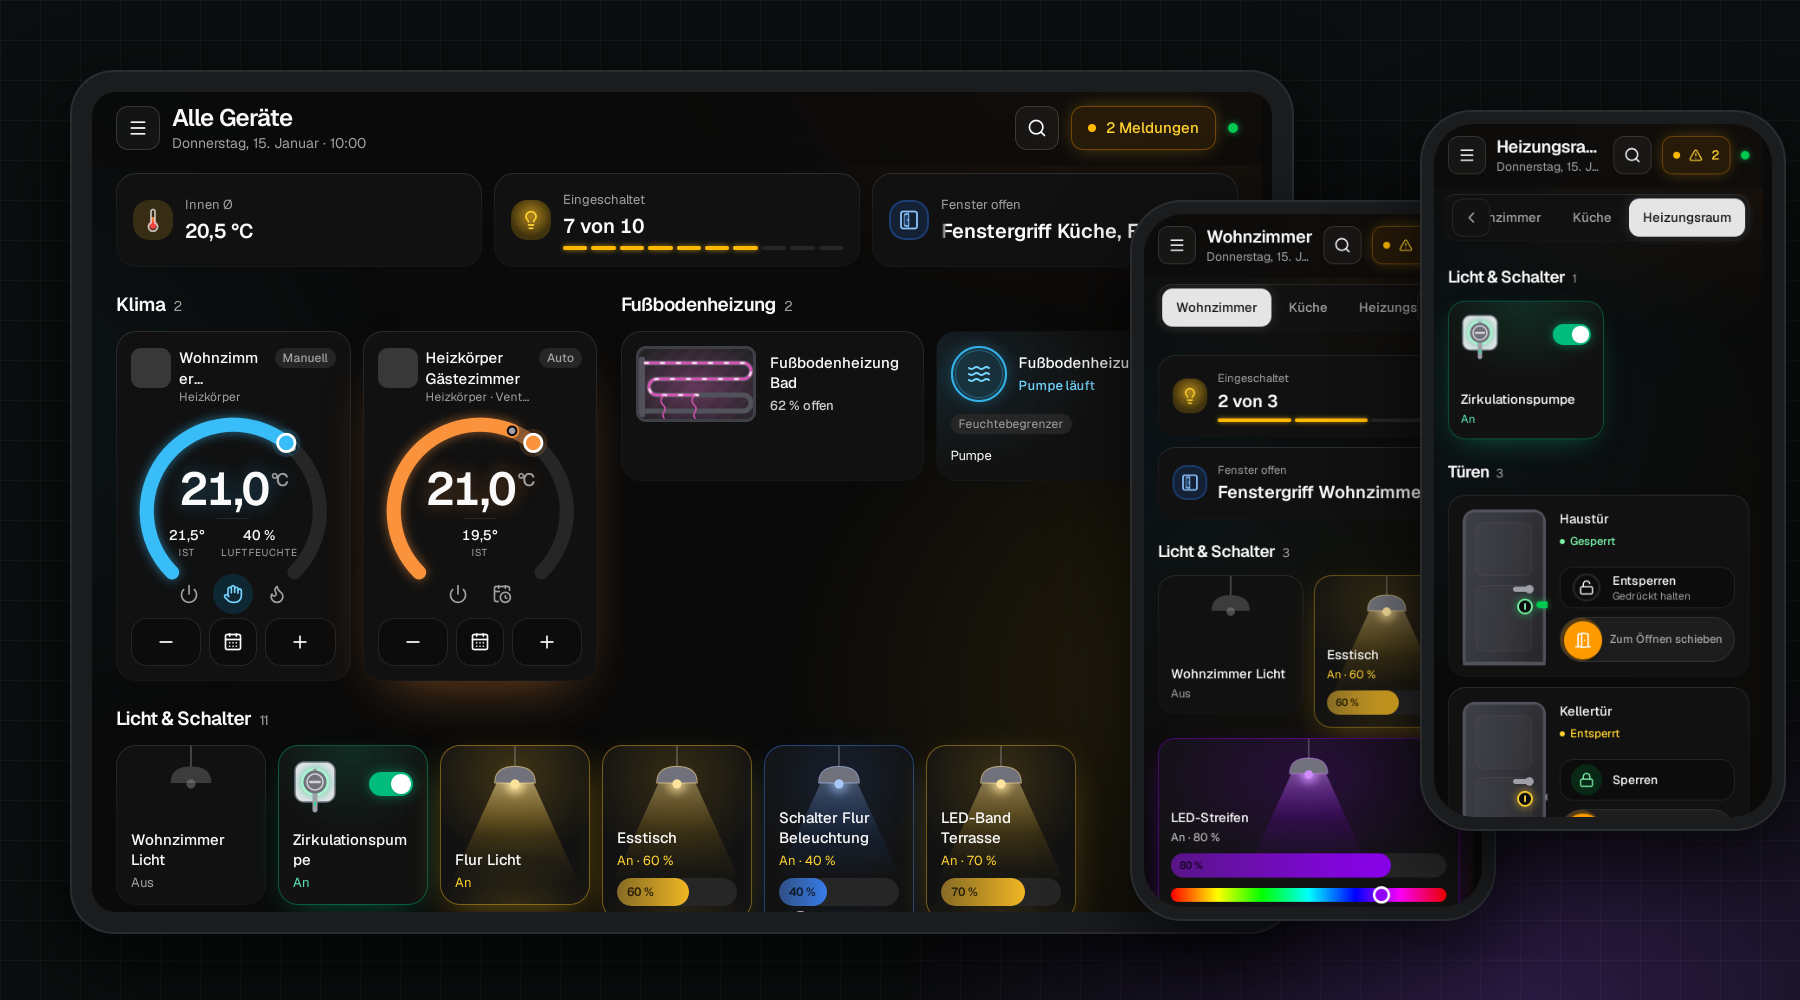 Alle Geräte
Donnerstag, 15. Januar · 10:00
2 Meldungen
Innen Ø
20,5 °C
Eingeschaltet
7 von 10
Fenster offen
Fenstergriff Küche, F
Klima 2
Fußbodenheizung 2
Wohnzimm
er...
Heizkörper
Manuell
21,0 °C
21,5°
IST
40 %
LUFTFEUCHTE
Heizkörper
Gästezimmer
Heizkörper · Vent...
Auto
21,0 °C
19,5°
IST
Fußbodenheizung
Bad
62 % offen
Fußbodenheizu
Pumpe läuft
Feuchtebegrenzer
Pumpe
Licht & Schalter 11
Wohnzimmer
Licht
Aus
Zirkulationspum
pe
An
Flur Licht
An
Esstisch
An · 60 %
60 %
Schalter Flur
Beleuchtung
An · 40 %
40 %
LED-Band
Terrasse
An · 70 %
70 %
Wohnzimmer
Donnerstag, 15. J...
Wohnzimmer
Küche
Heizungs
Eingeschaltet
2 von 3
Fenster offen
Fenstergriff Wohnzimme
Licht & Schalter 3
Wohnzimmer Licht
Aus
Esstisch
An · 60 %
60 %
LED-Streifen
An · 80 %
80 %
Heizungsra...
Donnerstag, 15. J...
2
nzimmer
Küche
Heizungsraum
Licht & Schalter 1
Zirkulationspumpe
An
Türen 3
Haustür
Gesperrt
Entsperren
Gedrückt halten
Zum Öffnen schieben
Kellertür
Entsperrt
Sperren